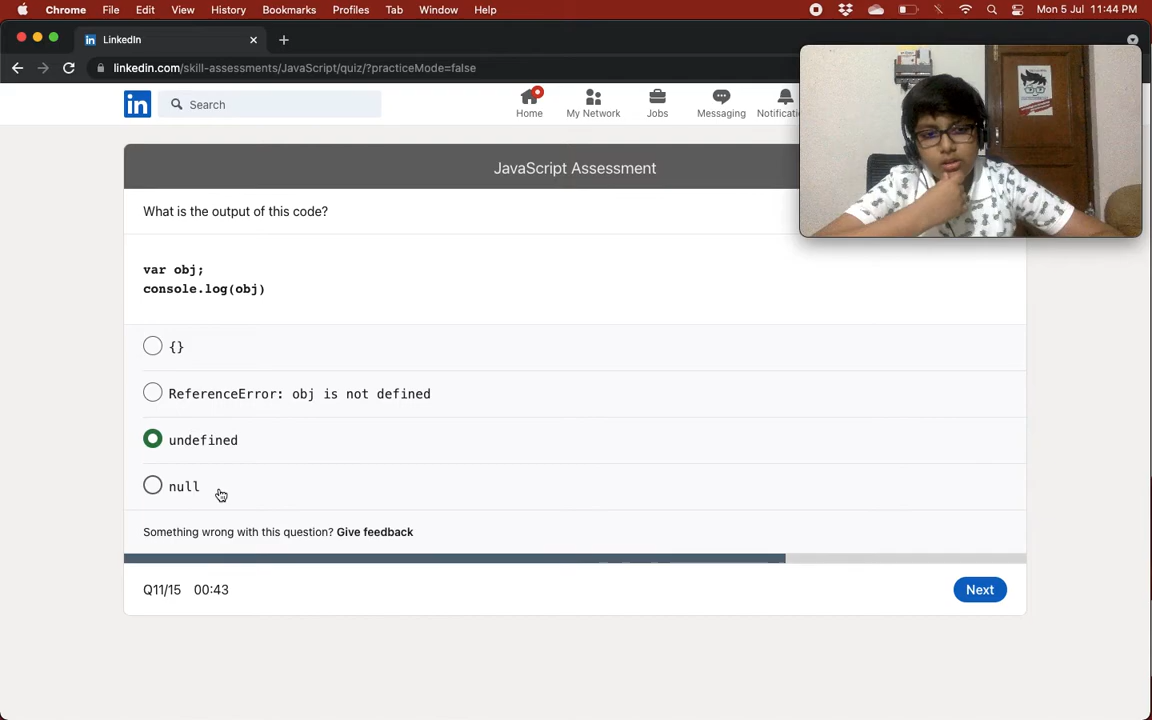 Chrome File Edit View History Bookmarks Profiles Tab Window Help Mon 5 Jul 11:44 PM
in LinkedIn
linkedin.com/skill-assessments/JavaScript/quiz/?practiceMode=false
in Search
Home My Network Jobs Messaging Notificati
JavaScript Assessment
What is the output of this code?
var obj;
console.log(obj)
{}
ReferenceError: obj is not defined
undefined
null
Something wrong with this question? Give feedback
Q11/15 00:43
Next